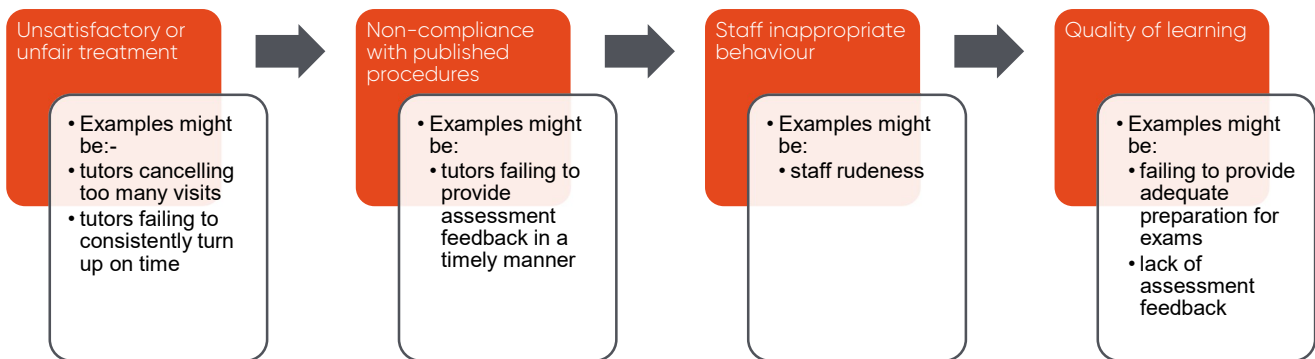 Unsatisfactory or
unfair treatment
• Examples might
be:-
• tutors cancelling
too many visits
• tutors failing to
consistently turn
up on time
Non-compliance
with published
procedures
• Examples might
be:
• tutors failing to
provide
assessment
feedback in a
timely manner
Staff inappropriate
behaviour
• Examples might
be:
• staff rudeness
Quality of learning
• Examples might
be:
• failing to provide
adequate
preparation for
exams
• lack of
assessment
feedback